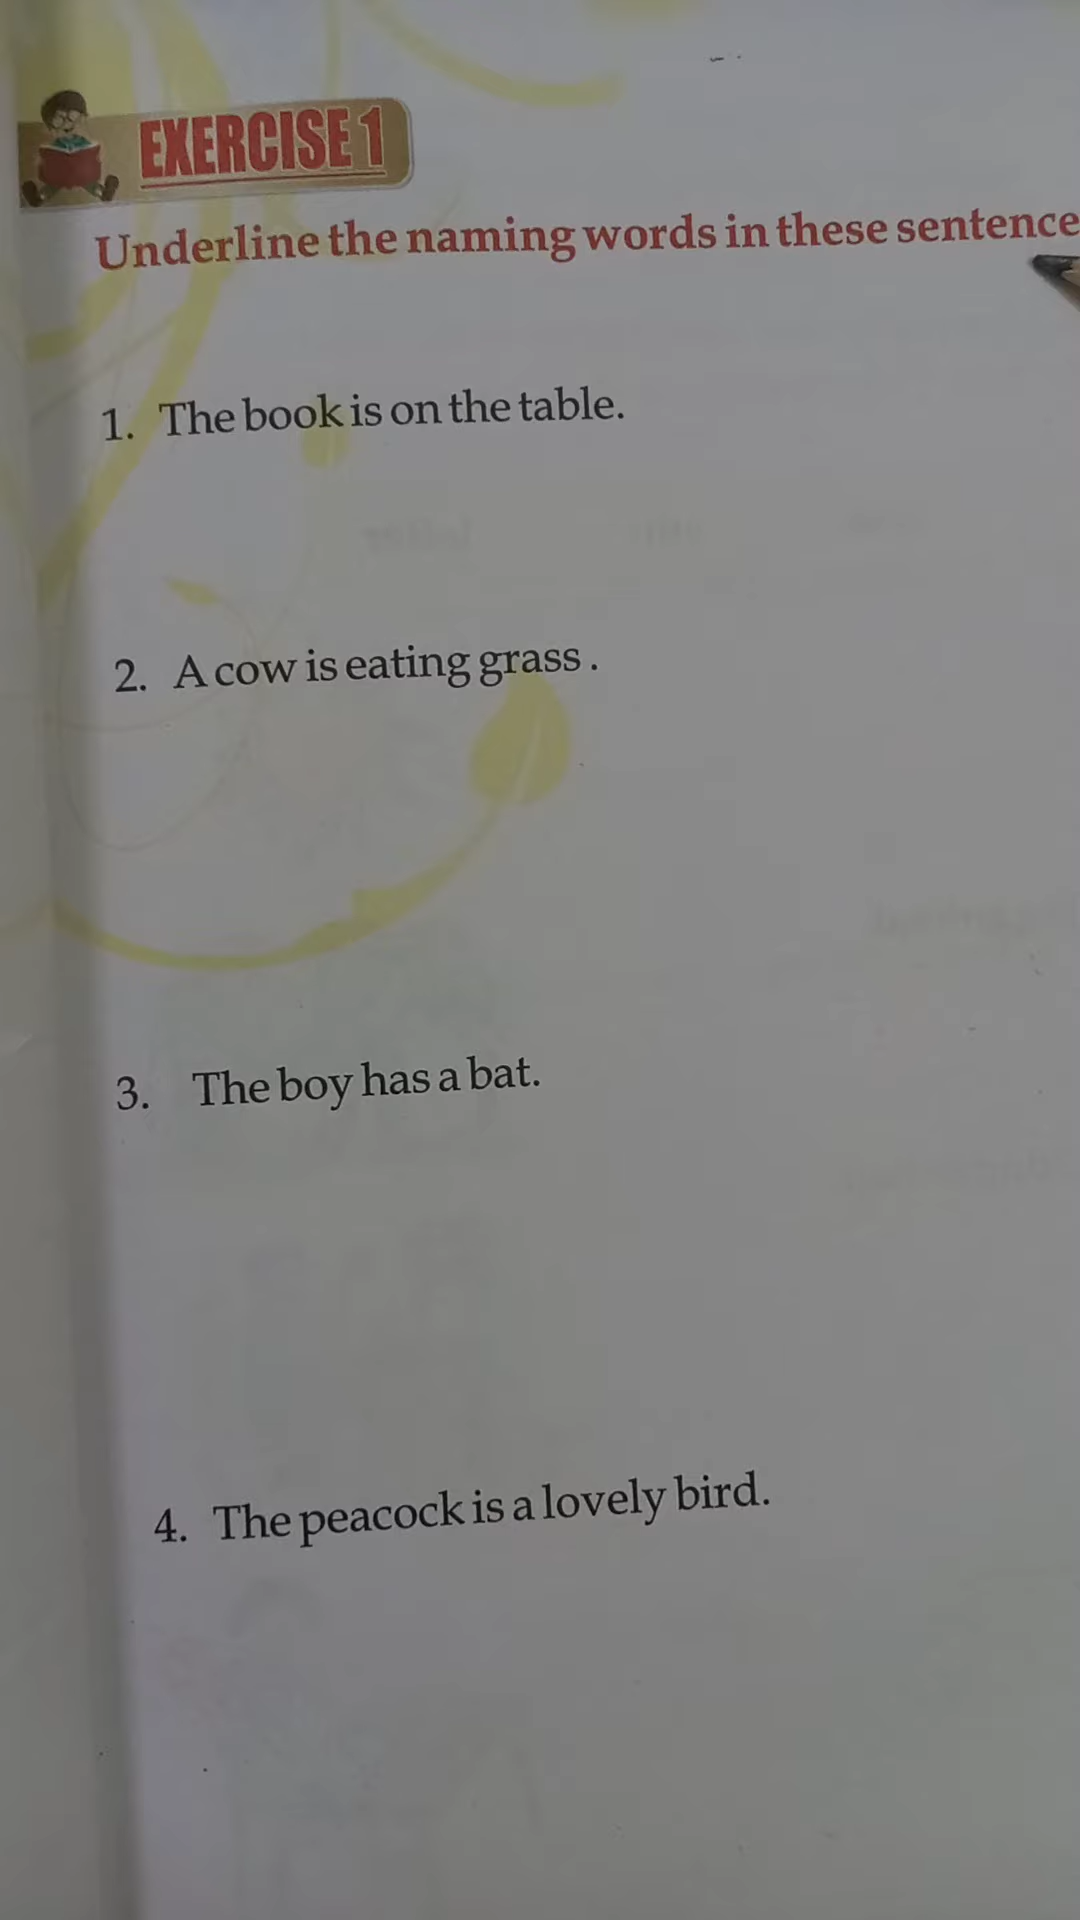 EXERCISE 1
Underline the naming words in these sentence
1. The book is on the table.
2. A cow is eating grass .
3. The boy has a bat.
4. The peacock is a lovely bird.